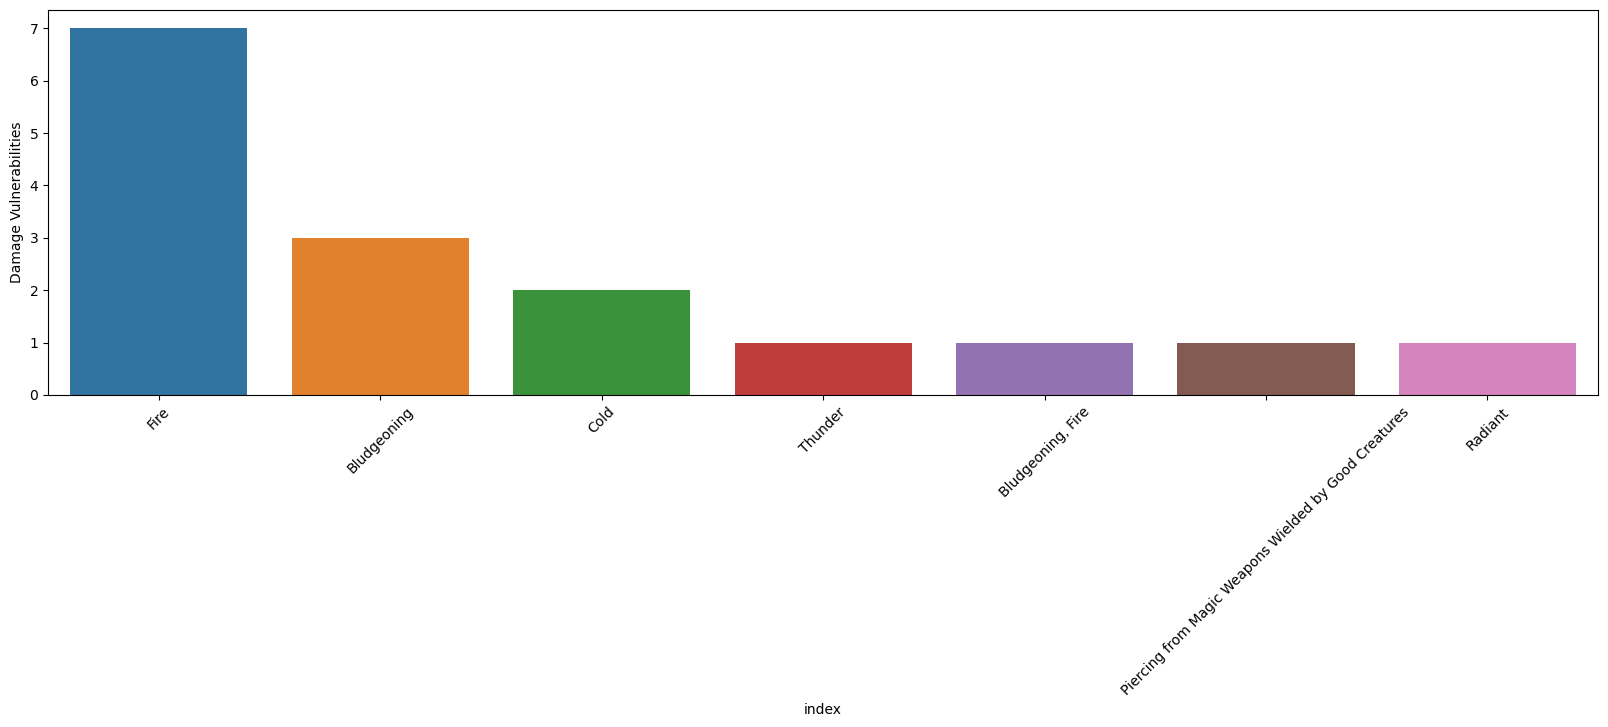 Damage Vulnerabilities
7
6
5
4
3
2
1
0
Fire
Bludgeoning
Cold
Thunder
Bludgeoning, Fire
Piercing from Magic Weapons Wielded by Good Creatures
Radiant
index